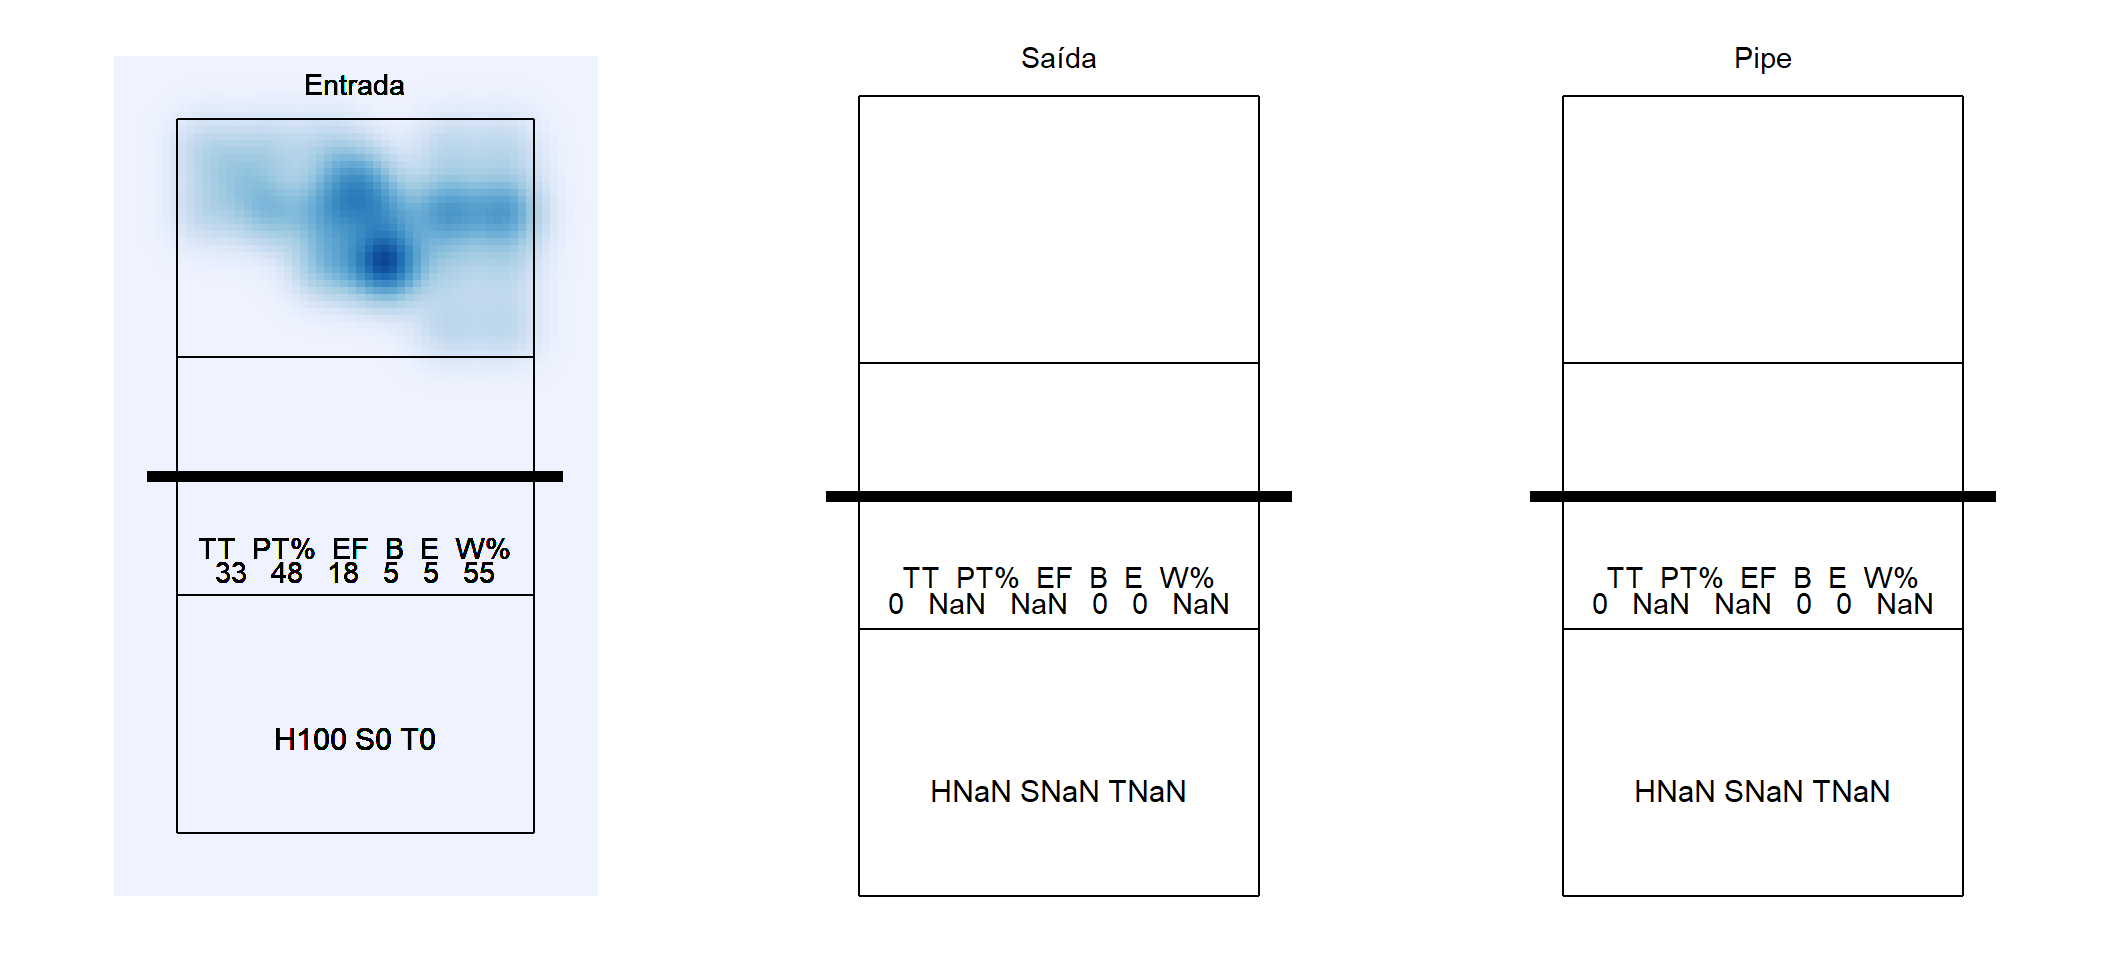 Entrada
TT PT% EF B E W%
33 48 18 5 5 55
H100 S0 T0
Saída
TT PT% EF B E W%
0 NaN NaN 0 0 NaN
HNaN SNaN TNaN
Pipe
TT PT% EF B E W%
0 NaN NaN 0 0 NaN
HNaN SNaN TNaN